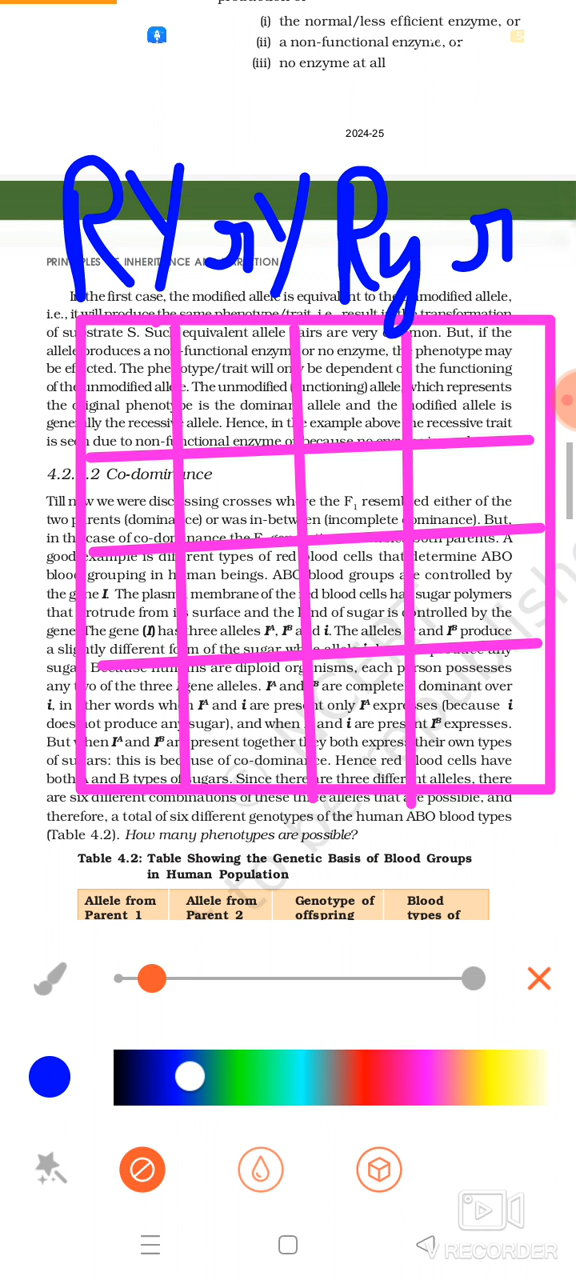 (i) the normal/less efficient enzyme, or
(ii) a non-functional enzyme, or
(iii) no enzyme at all
2024-25
RY rY Ry r
PRINCIPLES OF INHERITANCE AND VARIATION
In the first case, the modified allele is equivalent to the unmodified allele,
i.e., it will produce the same phenotype/trait, i.e., result in the transformation
of substrate S. Such equivalent allele pairs are very common. But, if the
allele produces a non-functional enzyme or no enzyme, the phenotype may
be effected. The phenotype/trait will only be dependent on the functioning
of the unmodified allele. The unmodified (functioning) allele, which represents
the original phenotype is the dominant allele and the modified allele is
generally the recessive allele. Hence, in the example above the recessive trait
is seen due to non-functional enzyme or because no
4.2.2.2 Co-dominance
Till now we were discussing crosses where the F1 resembled either of the
two parents (dominance) or was in-between (incomplete dominance). But,
in the case of co-dominance the F1 both parents. A
good example is different types of red blood cells that determine ABO
blood grouping in human beings. ABO blood groups are controlled by
the gene I. The plasma membrane of the red blood cells has sugar polymers
that protrude from its surface and the kind of sugar is controlled by the
gene. The gene (I) has three alleles Iᴬ, Iᴮ and i. The alleles and Iᴮ produce
a slightly different form of the sugar while allele i any
sugar. Because humans are diploid organisms, each person possesses
any two of the three I gene alleles. Iᴬ and Iᴮ are completely dominant over
i, in other words when Iᴬ and i are present only Iᴬ expresses (because i
does not produce any sugar), and when and i are present Iᴮ expresses.
But when Iᴬ and Iᴮ are present together they both express their own types
of sugars: this is because of co-dominance. Hence red blood cells have
both A and B types of sugars. Since there are three different alleles, there
are six different combinations of these three alleles that are possible, and
therefore, a total of six different genotypes of the human ABO blood types
(Table 4.2). How many phenotypes are possible?
Table 4.2: Table Showing the Genetic Basis of Blood Groups
in Human Population
Allele from Allele from Genotype of Blood
Parent 1 Parent 2 offspring types of
RECORDER